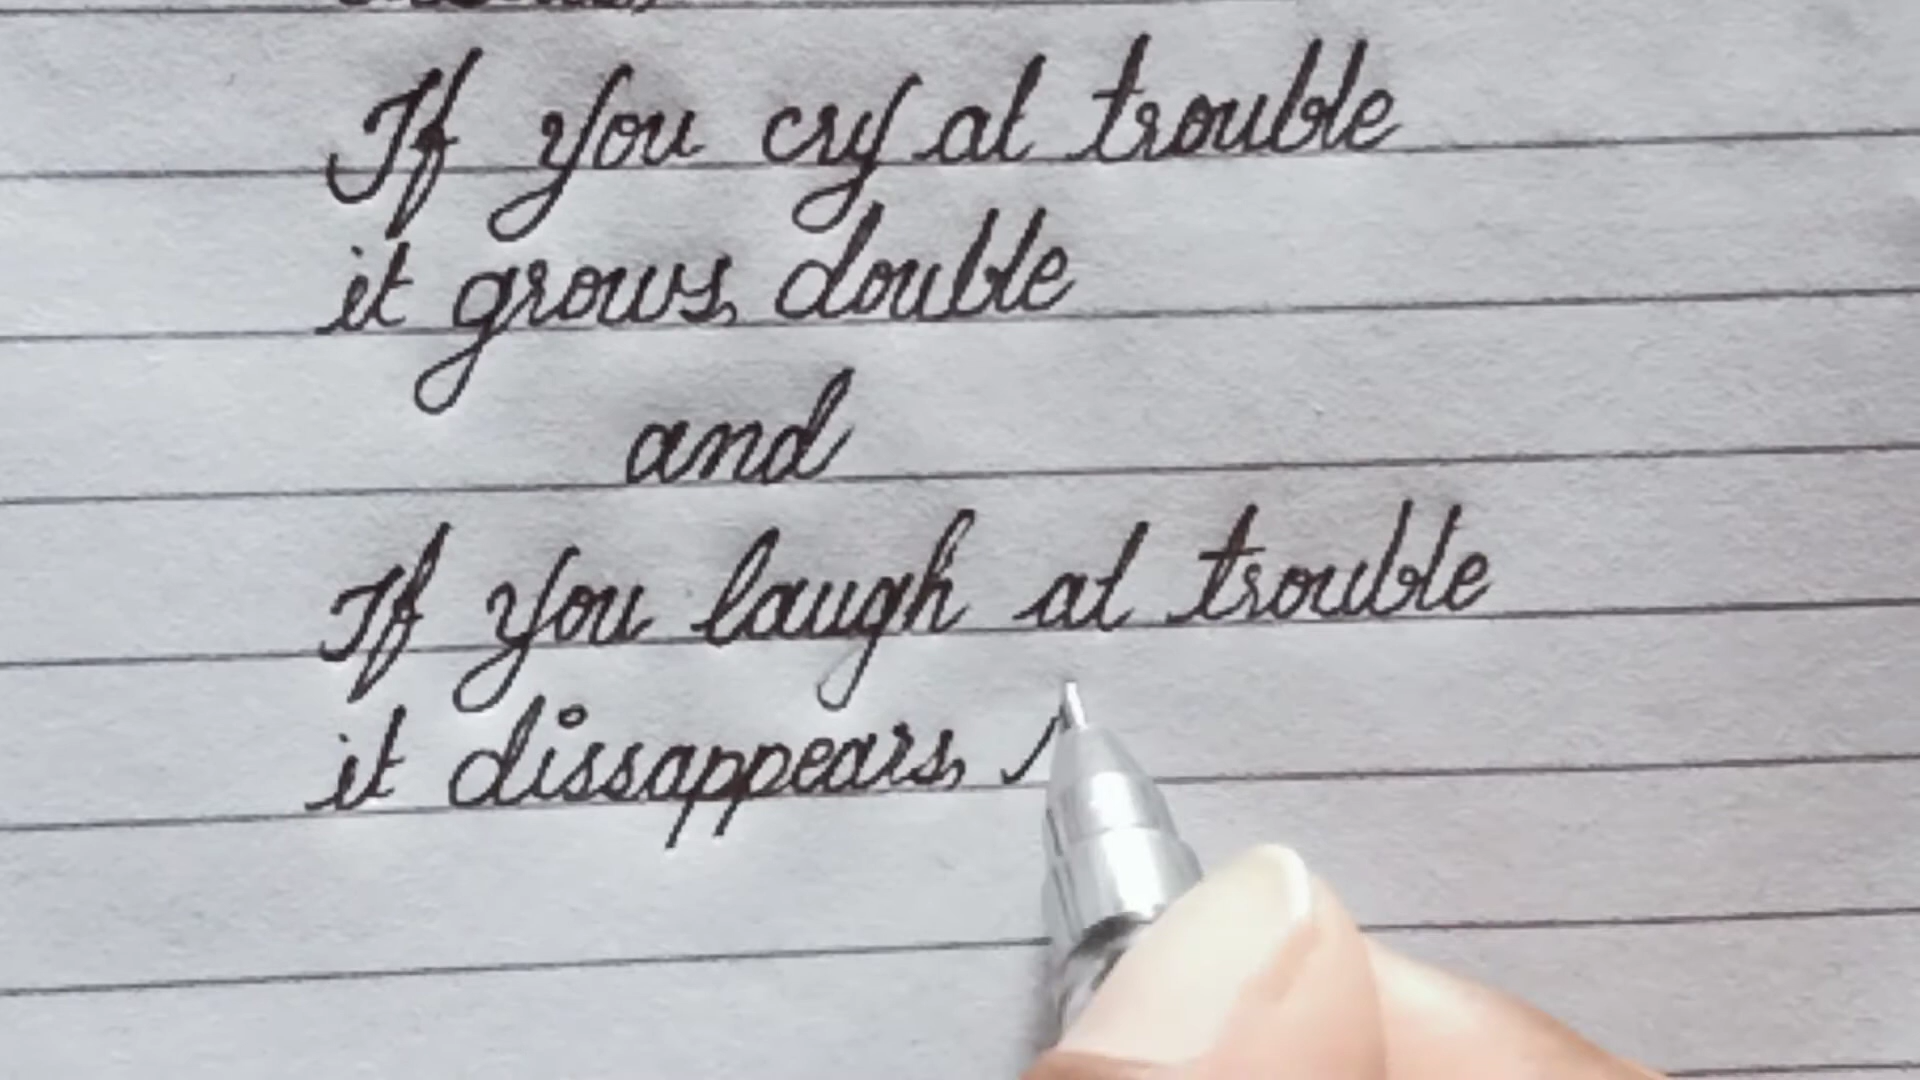 If you cry at trouble
it grows double
and
If you laugh at trouble
it dissappears